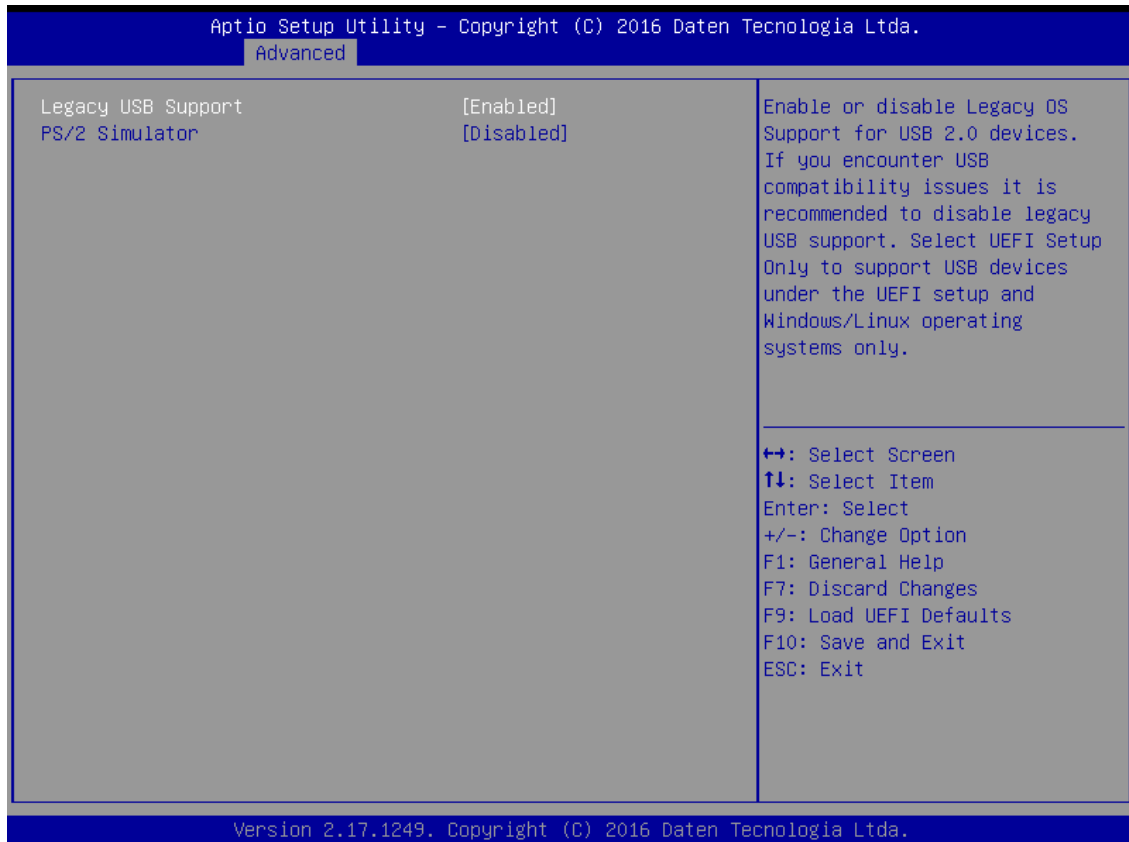 Aptio Setup Utility – Copyright (C) 2016 Daten Tecnologia Ltda.
Advanced
Legacy USB Support [Enabled]
PS/2 Simulator [Disabled]
Enable or disable Legacy OS
Support for USB 2.0 devices.
If you encounter USB
compatibility issues it is
recommended to disable legacy
USB support. Select UEFI Setup
Only to support USB devices
under the UEFI setup and
Windows/Linux operating
systems only.
↔: Select Screen
↑↓: Select Item
Enter: Select
+/-: Change Option
F1: General Help
F7: Discard Changes
F9: Load UEFI Defaults
F10: Save and Exit
ESC: Exit
Version 2.17.1249. Copyright (C) 2016 Daten Tecnologia Ltda.